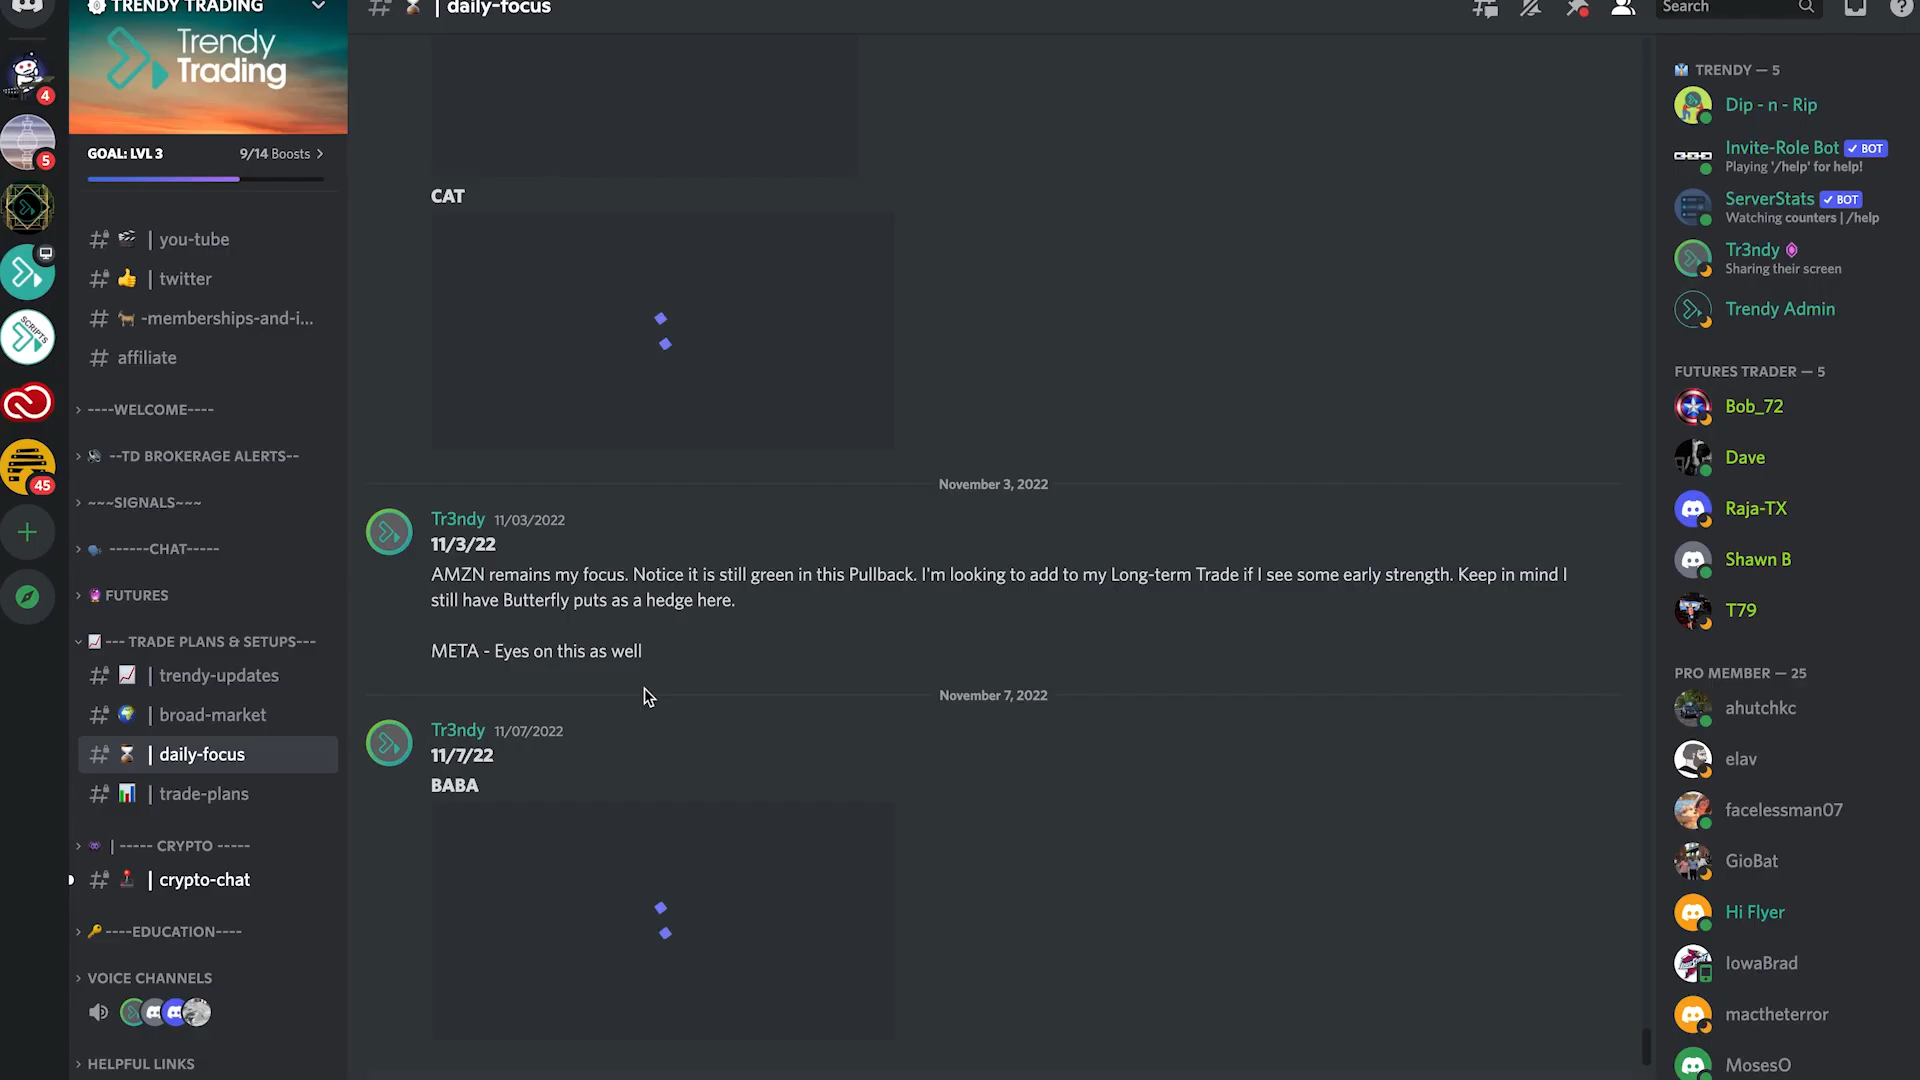 TRENDY TRADING
Trendy
Trading
GOAL: LVL 3
9/14 Boosts
| you-tube
| twitter
-memberships-and-i...
affiliate
----WELCOME----
--TD BROKERAGE ALERTS--
~~~SIGNALS~~~
------CHAT-----
FUTURES
--- TRADE PLANS & SETUPS---
| trendy-updates
| broad-market
| daily-focus
| trade-plans
| ----- CRYPTO -----
| crypto-chat
----EDUCATION----
VOICE CHANNELS
HELPFUL LINKS
4
5
SCRIPTS
45
| daily-focus
Search
CAT
November 3, 2022
Tr3ndy 11/03/2022
11/3/22
AMZN remains my focus. Notice it is still green in this Pullback. I'm looking to add to my Long-term Trade if I see some early strength. Keep in mind I
still have Butterfly puts as a hedge here.
META - Eyes on this as well
November 7, 2022
Tr3ndy 11/07/2022
11/7/22
BABA
TRENDY — 5
Dip - n - Rip
Invite-Role Bot ✓ BOT
Playing '/help' for help!
ServerStats ✓ BOT
Watching counters | /help
Tr3ndy
Sharing their screen
Trendy Admin
FUTURES TRADER — 5
Bob_72
Dave
Raja-TX
Shawn B
T79
PRO MEMBER — 25
ahutchkc
elav
facelessman07
GioBat
Hi Flyer
IowaBrad
mactheterror
MosesO